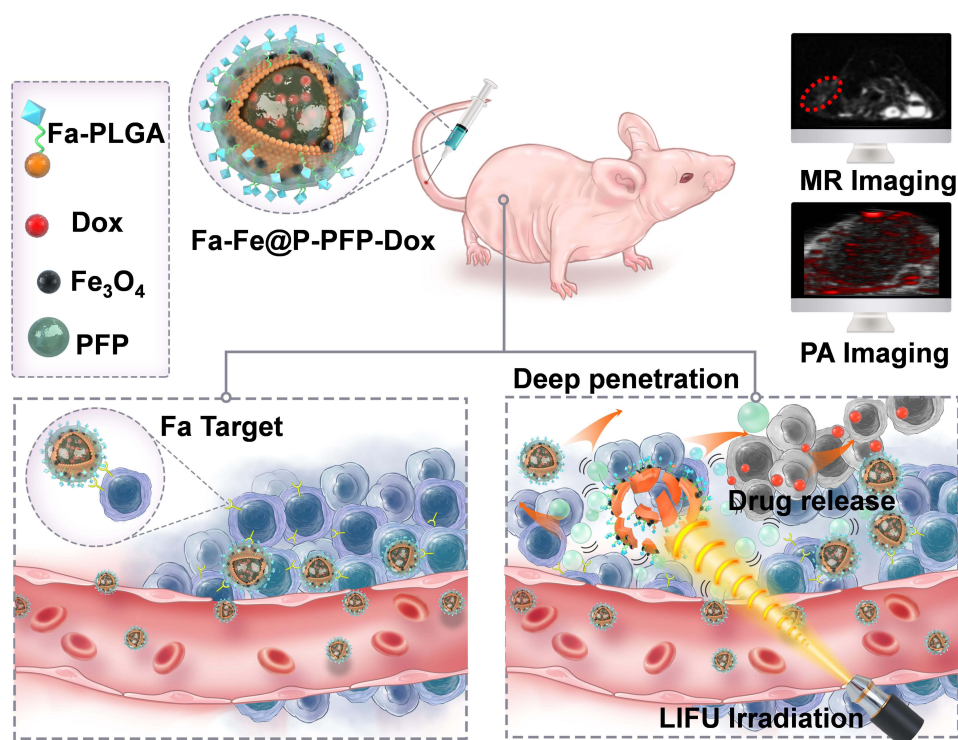 Fa-PLGA
Dox
Fe₃O₄
PFP
Fa-Fe@P-PFP-Dox
MR Imaging
PA Imaging
Fa Target
Deep penetration
Drug release
LIFU Irradiation